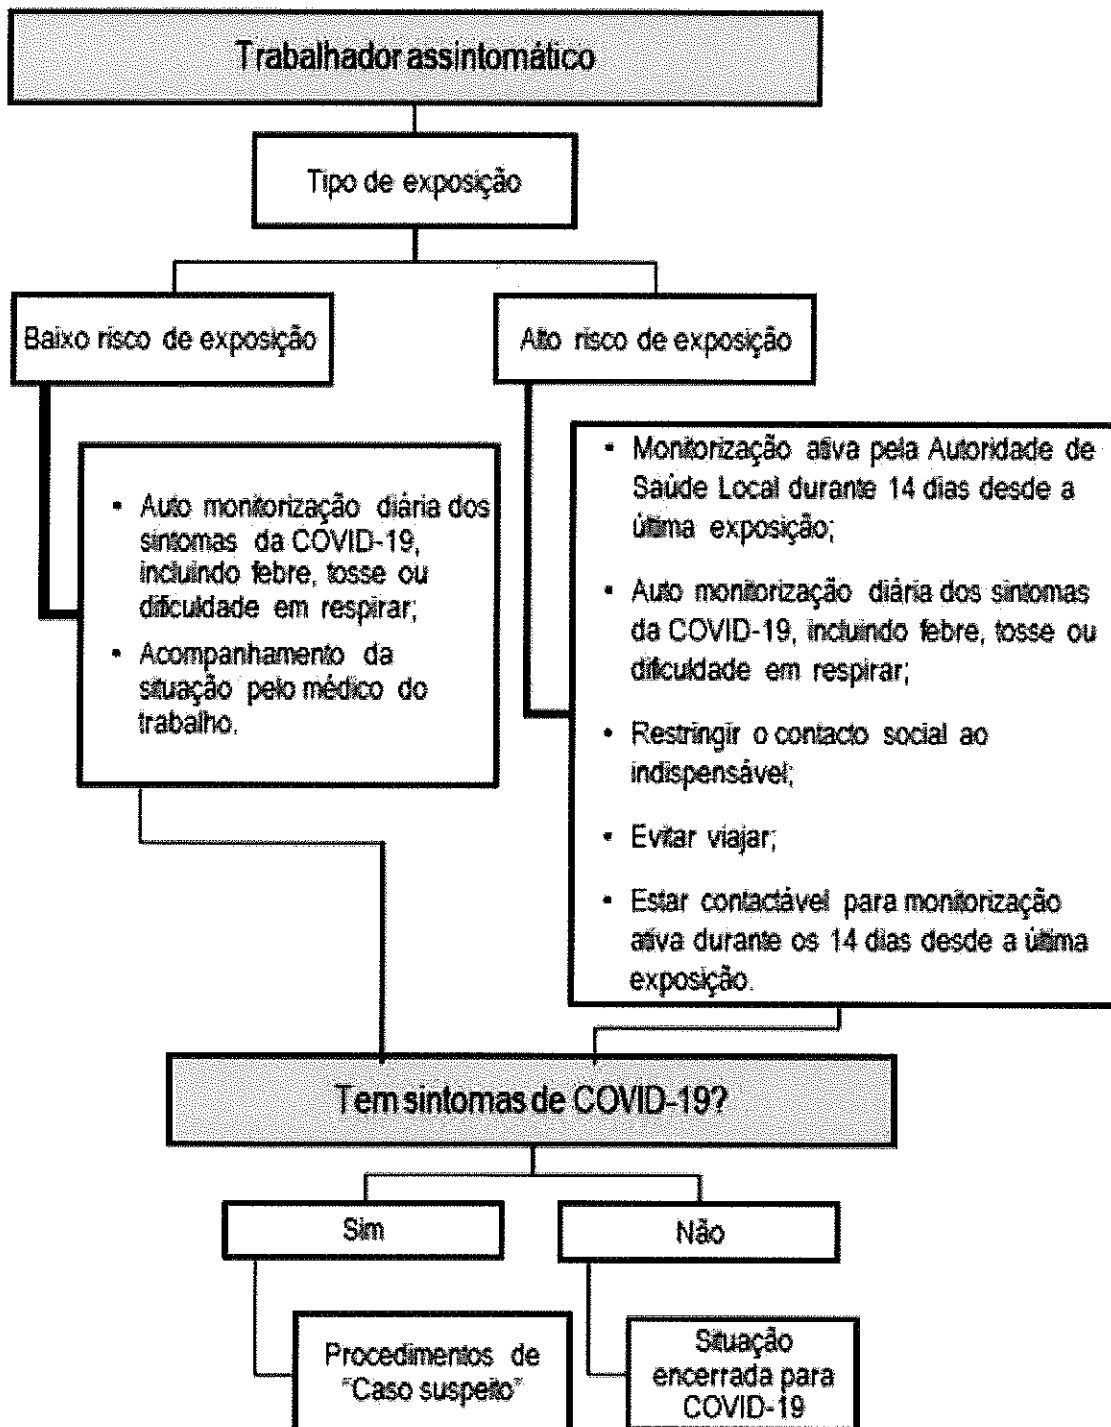 Trabalhador assintomático
Tipo de exposição
Baixo risco de exposição
Alto risco de exposição
• Auto monitorização diária dos
sintomas da COVID-19,
incluindo febre, tosse ou
dificuldade em respirar;
• Acompanhamento da
situação pelo médico do
trabalho.
• Monitorização ativa pela Autoridade de
Saúde Local durante 14 dias desde a
última exposição;
• Auto monitorização diária dos sintomas
da COVID-19, incluindo febre, tosse ou
dificuldade em respirar;
• Restringir o contacto social ao
indispensável;
• Evitar viajar;
• Estar contactável para monitorização
ativa durante os 14 dias desde a última
exposição.
Tem sintomas de COVID-19?
Sim
Não
Procedimentos de
"Caso suspeito"
Situação
encerrada para
COVID-19